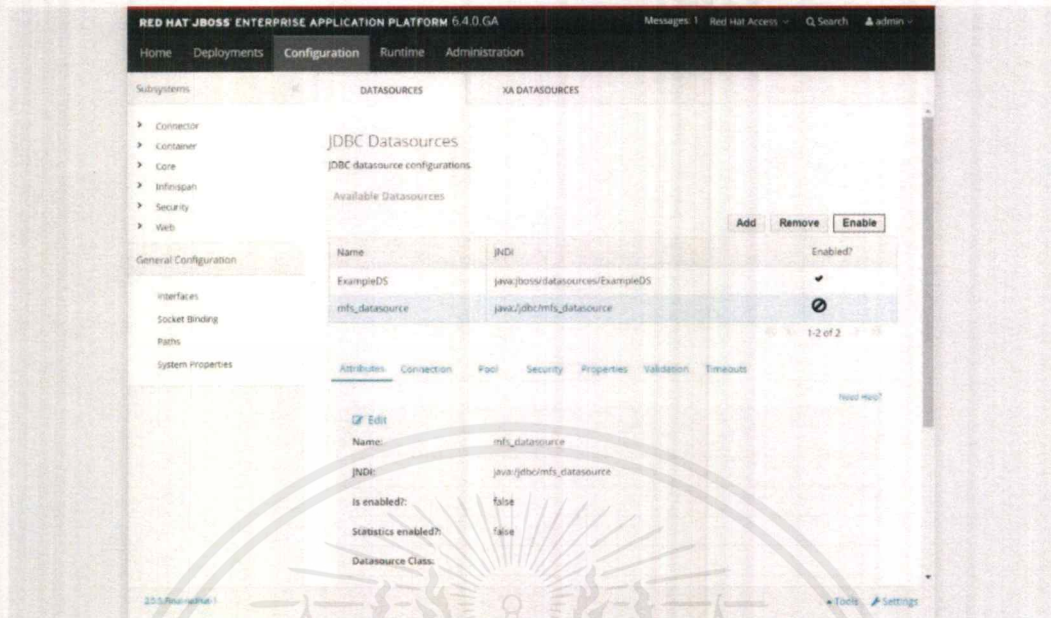 RED HAT JBOSS ENTERPRISE APPLICATION PLATFORM 6.4.0.GA Messages: 1 Red Hat Access Search admin
Home Deployments Configuration Runtime Administration
Subsystems DATASOURCES XA DATASOURCES
Connector
Container
Core
Infinispan
Security
Web
General Configuration
Interfaces
Socket Binding
Paths
System Properties
JDBC Datasources
JDBC datasource configurations.
Available Datasources
Add Remove Enable
Name JNDI Enabled?
ExampleDS java:jboss/datasources/ExampleDS
mfs_datasource java:/jdbc/mfs_datasource
1-2 of 2
Attributes Connection Pool Security Properties Validation Timeouts
Need Help?
Edit
Name: mfs_datasource
JNDI: java:/jdbc/mfs_datasource
Is enabled?: false
Statistics enabled?: false
Datasource Class:
Tools Settings